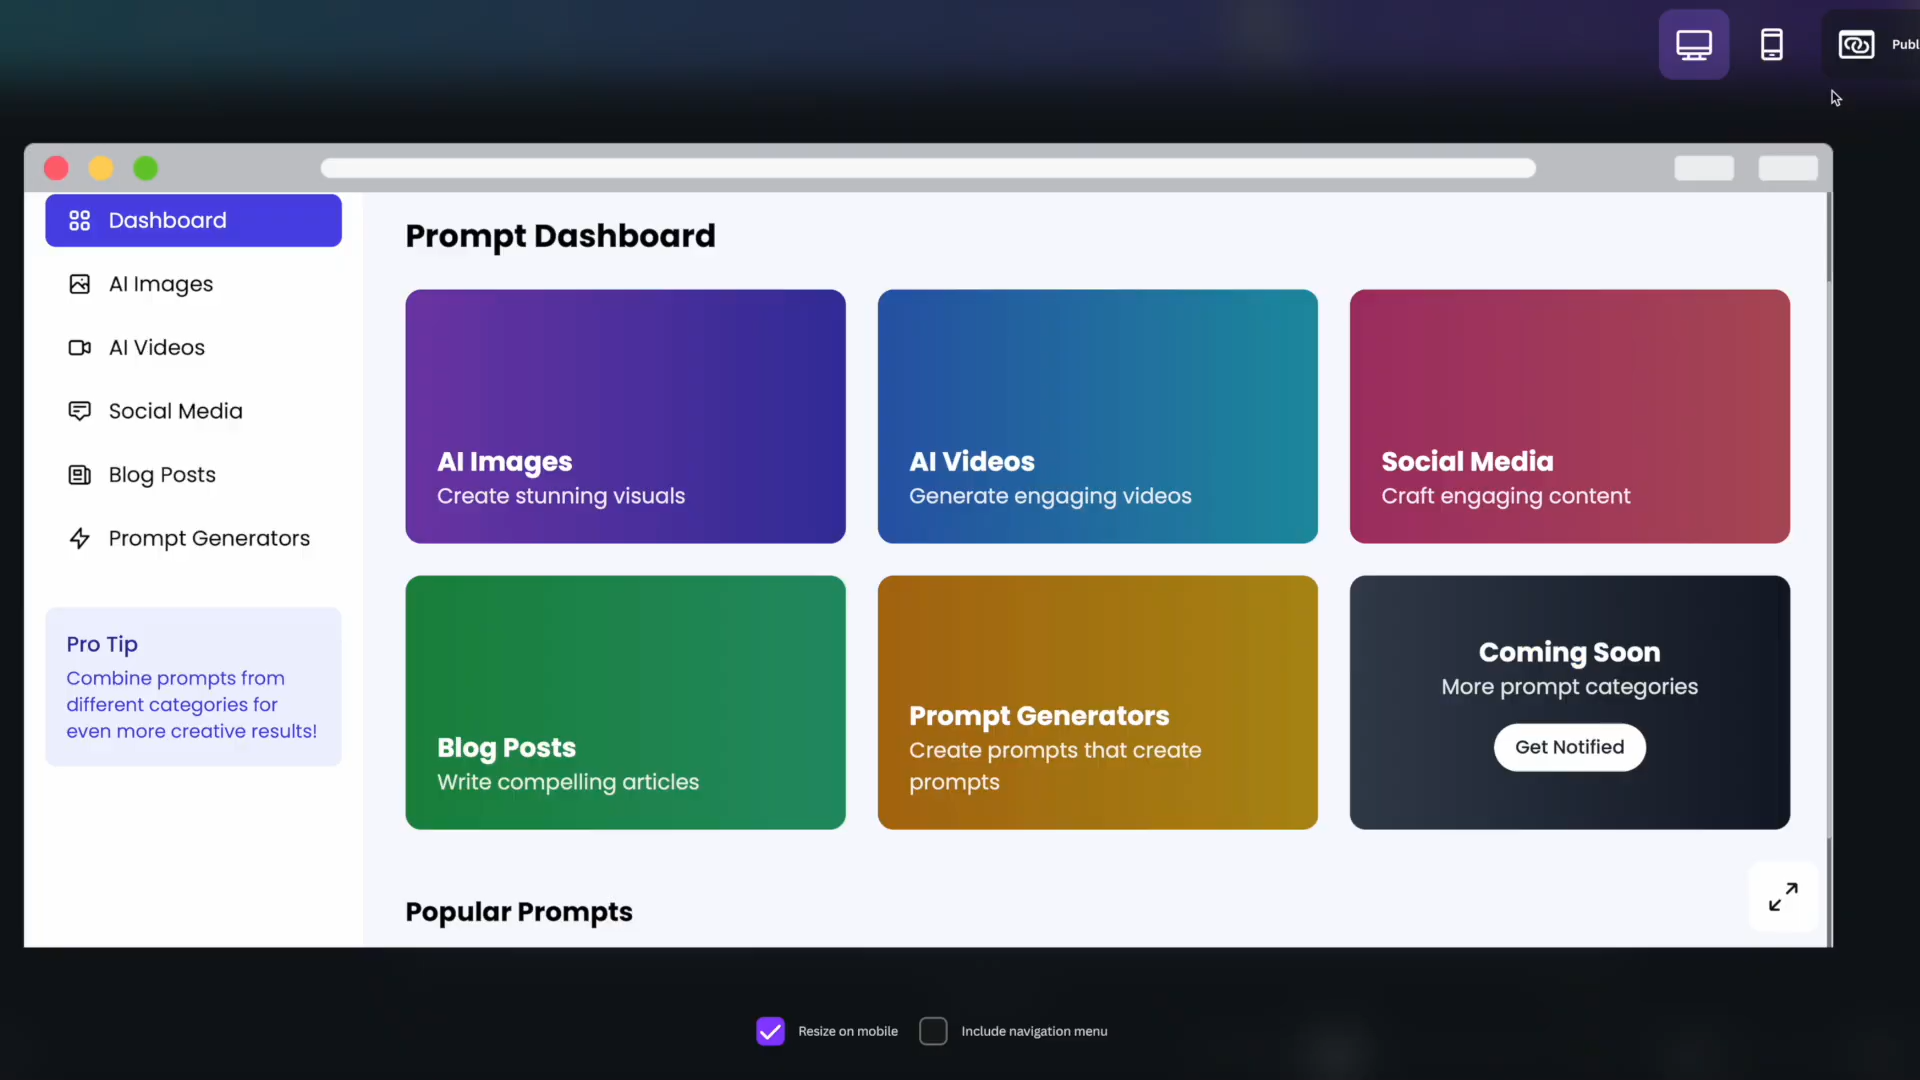 Publ
Dashboard
AI Images
AI Videos
Social Media
Blog Posts
Prompt Generators
Pro Tip
Combine prompts from
different categories for
even more creative results!
Prompt Dashboard
AI Images
Create stunning visuals
AI Videos
Generate engaging videos
Social Media
Craft engaging content
Blog Posts
Write compelling articles
Prompt Generators
Create prompts that create
prompts
Coming Soon
More prompt categories
Get Notified
Popular Prompts
Resize on mobile
Include navigation menu